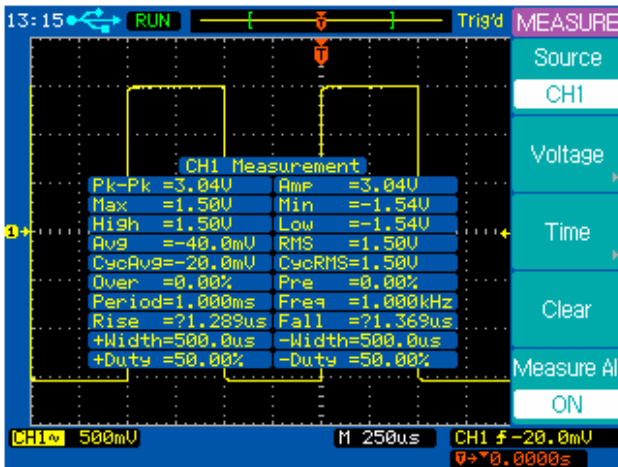 13:15 RUN T Trig'd MEASURE
T
Source
CH1
Voltage
Time
Clear
Measure Al
ON
CH1 Measurement
Pk-Pk =3.04V Amp =3.04V
Max =1.50V Min =-1.54V
High =1.50V Low =-1.54V
Avg =-40.0mV RMS =1.50V
CycAvg=-20.0mV CycRMS=1.50V
Over =0.00% Pre =0.00%
Period=1.000ms Freq =1.000kHz
Rise =?1.289us Fall =?1.369us
+Width=500.0us -Width=500.0us
+Duty =50.00% -Duty =50.00%
1
CH1~ 500mV M 250us CH1 -20.0mV
0.0000s